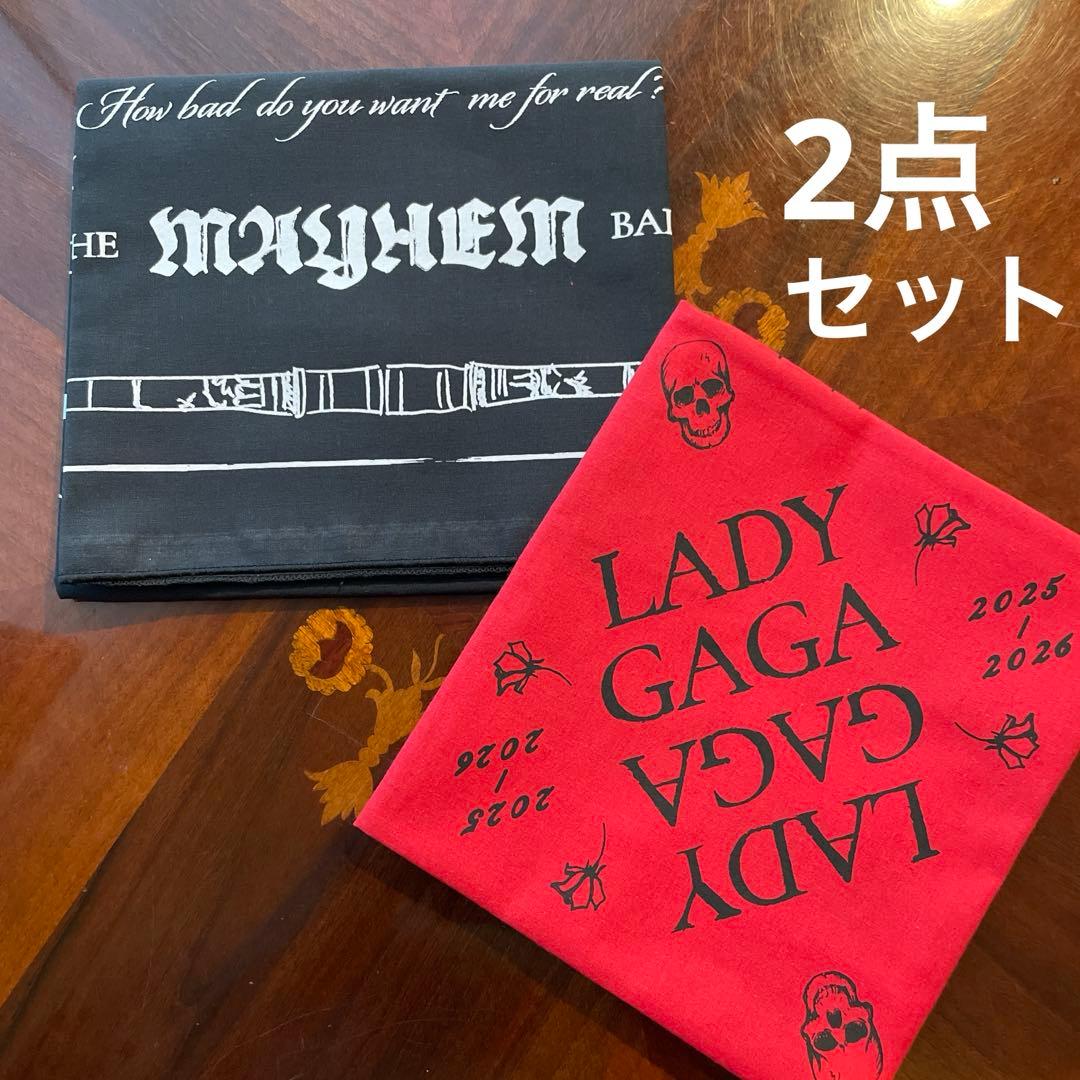 How bad do you want me for real?
HE MAYHEM BAL
2点
セット
LADY
GAGA
GAGA
LADY
2025
-
2026
2025
-
2026